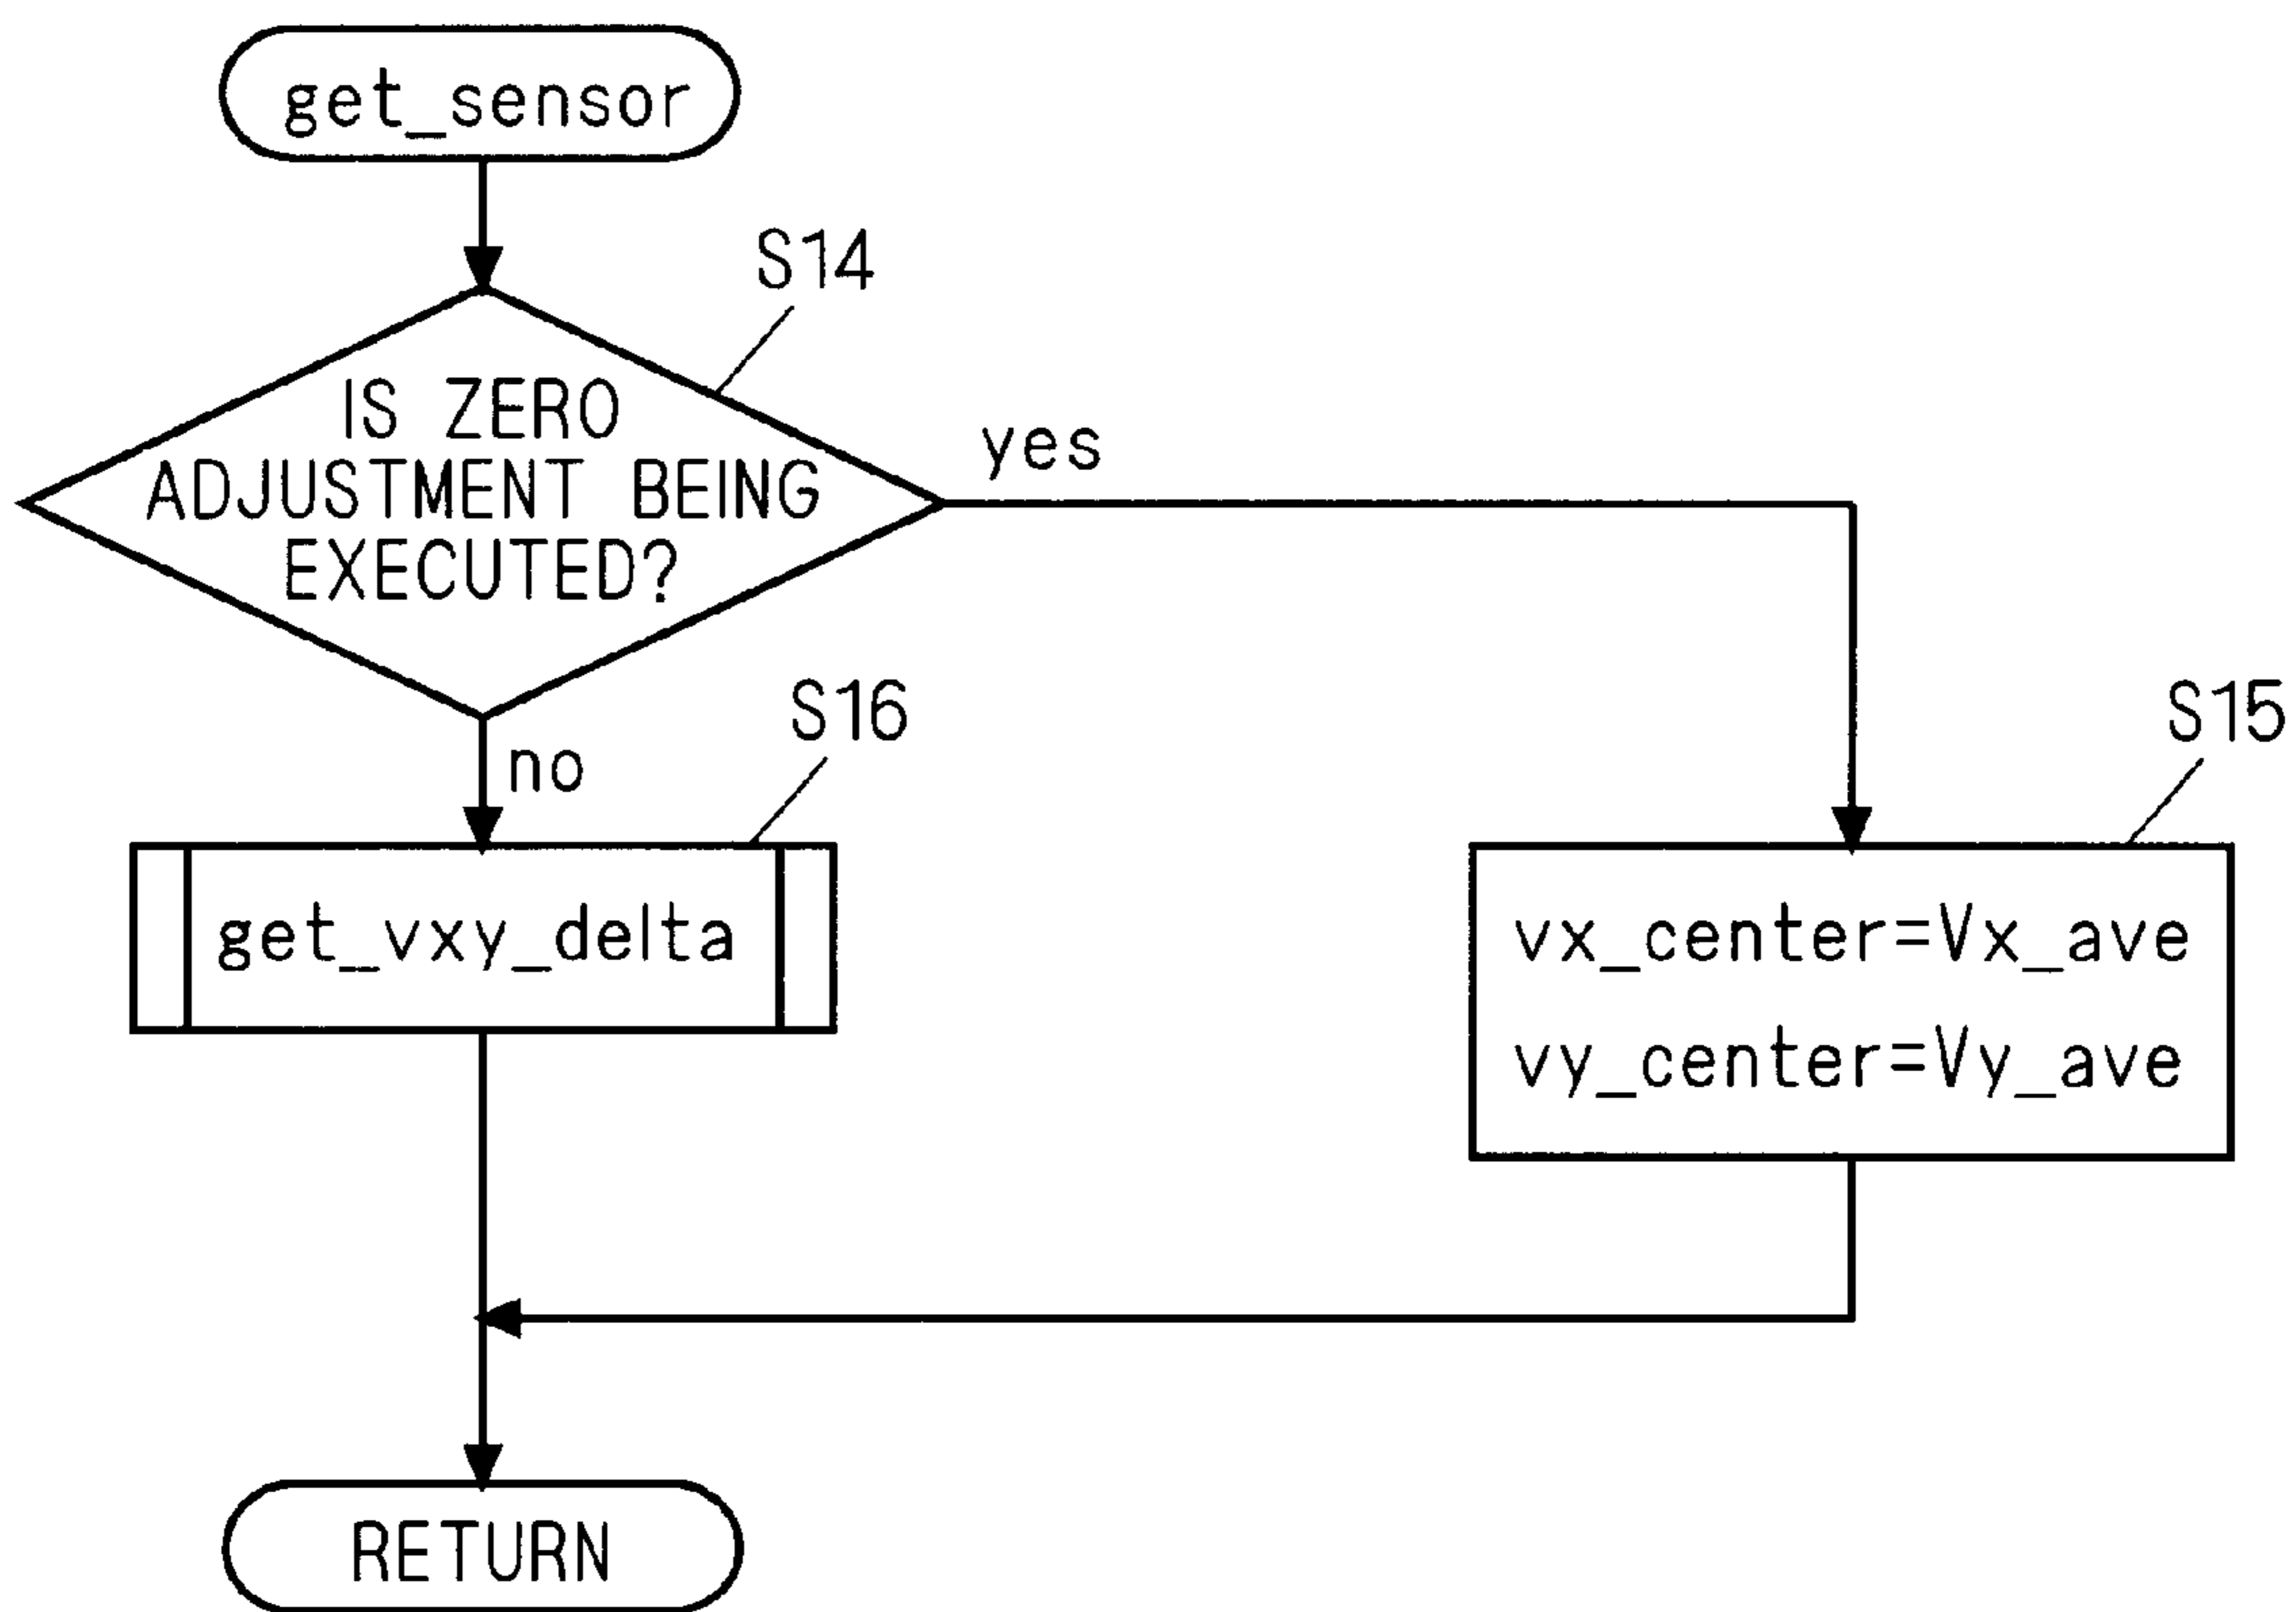 get_sensor
S14
IS ZERO
ADJUSTMENT BEING
EXECUTED?
yes
no
S16
S15
get_vxy_delta
vx_center=Vx_ave
vy_center=Vy_ave
RETURN